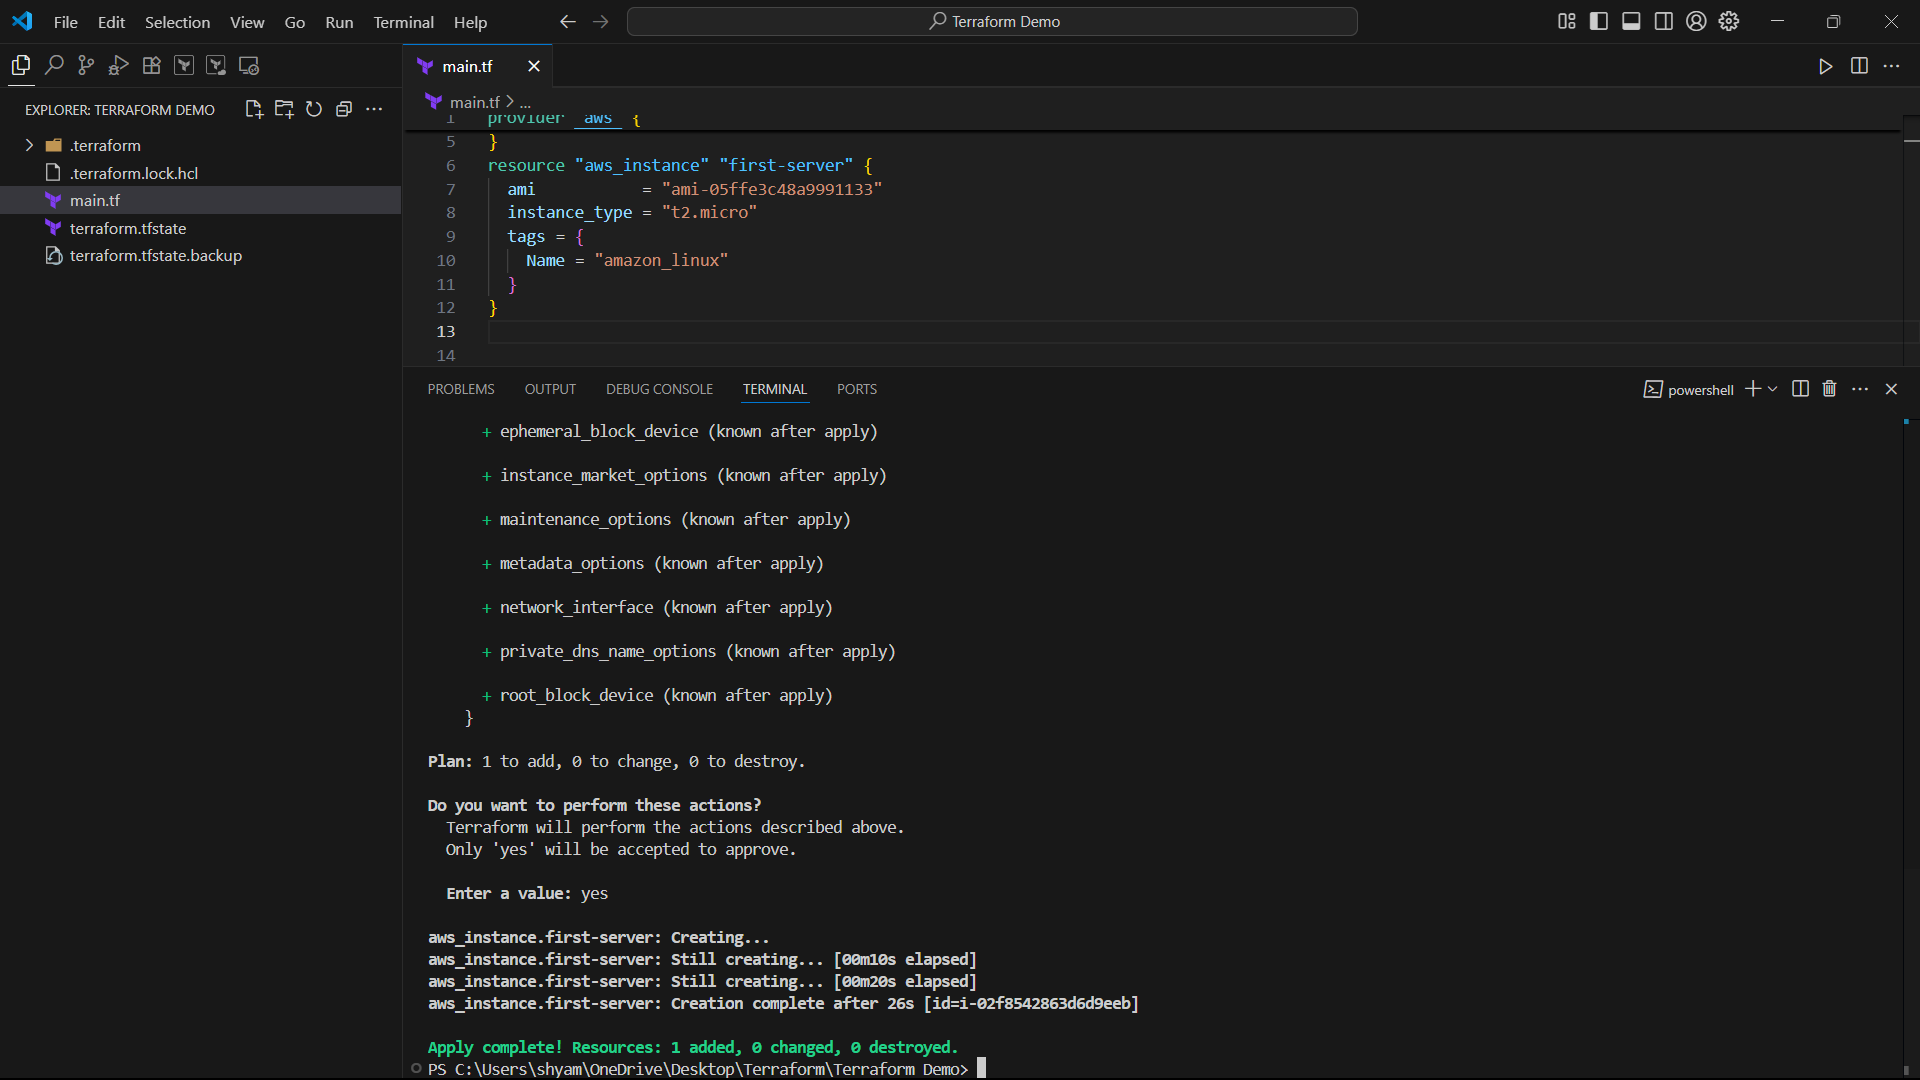 File Edit Selection View Go Run Terminal Help
Terraform Demo
EXPLORER: TERRAFORM DEMO
.terraform
.terraform.lock.hcl
main.tf
terraform.tfstate
terraform.tfstate.backup
main.tf
main.tf > ...
1 provider "aws" {
5 }
6 resource "aws_instance" "first-server" {
7 ami = "ami-05ffe3c48a9991133"
8 instance_type = "t2.micro"
9 tags = {
10 Name = "amazon_linux"
11 }
12 }
13
14
PROBLEMS OUTPUT DEBUG CONSOLE TERMINAL PORTS
powershell
+ ephemeral_block_device (known after apply)
+ instance_market_options (known after apply)
+ maintenance_options (known after apply)
+ metadata_options (known after apply)
+ network_interface (known after apply)
+ private_dns_name_options (known after apply)
+ root_block_device (known after apply)
}
Plan: 1 to add, 0 to change, 0 to destroy.
Do you want to perform these actions?
Terraform will perform the actions described above.
Only 'yes' will be accepted to approve.
Enter a value: yes
aws_instance.first-server: Creating...
aws_instance.first-server: Still creating... [00m10s elapsed]
aws_instance.first-server: Still creating... [00m20s elapsed]
aws_instance.first-server: Creation complete after 26s [id=i-02f8542863d6d9eeb]
Apply complete! Resources: 1 added, 0 changed, 0 destroyed.
PS C:\Users\shyam\OneDrive\Desktop\Terraform\Terraform Demo>